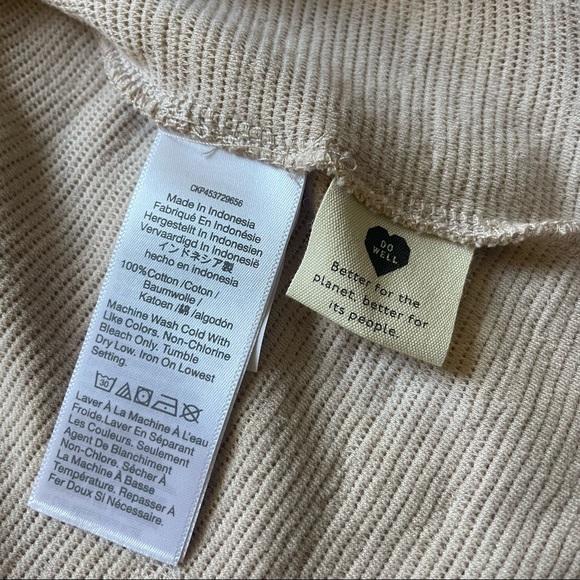 CKP453729656
Made In Indonesia
Fabriqué En Indonésie
Hergestellt In Indonesien
Vervaardigd In Indonesië
インドネシア製
hecho en indonesia
100%Cotton /Coton /
Baumwolle /
Katoen /綿 /algodón
Machine Wash Cold With
Like Colors. Non-Chlorine
Bleach Only. Tumble
Dry Low. Iron On Lowest
Setting.
30
Laver À La Machine À L'eau
Froide,Laver En Séparant
Les Couleurs, Seulement
Agent De Blanchiment
Non-Chlore, Sécher À
La Machine À Basse
Température. Repasser À
Fer Doux Si Nécessaire.
DO
WELL
Better for the
planet, better for
its people.